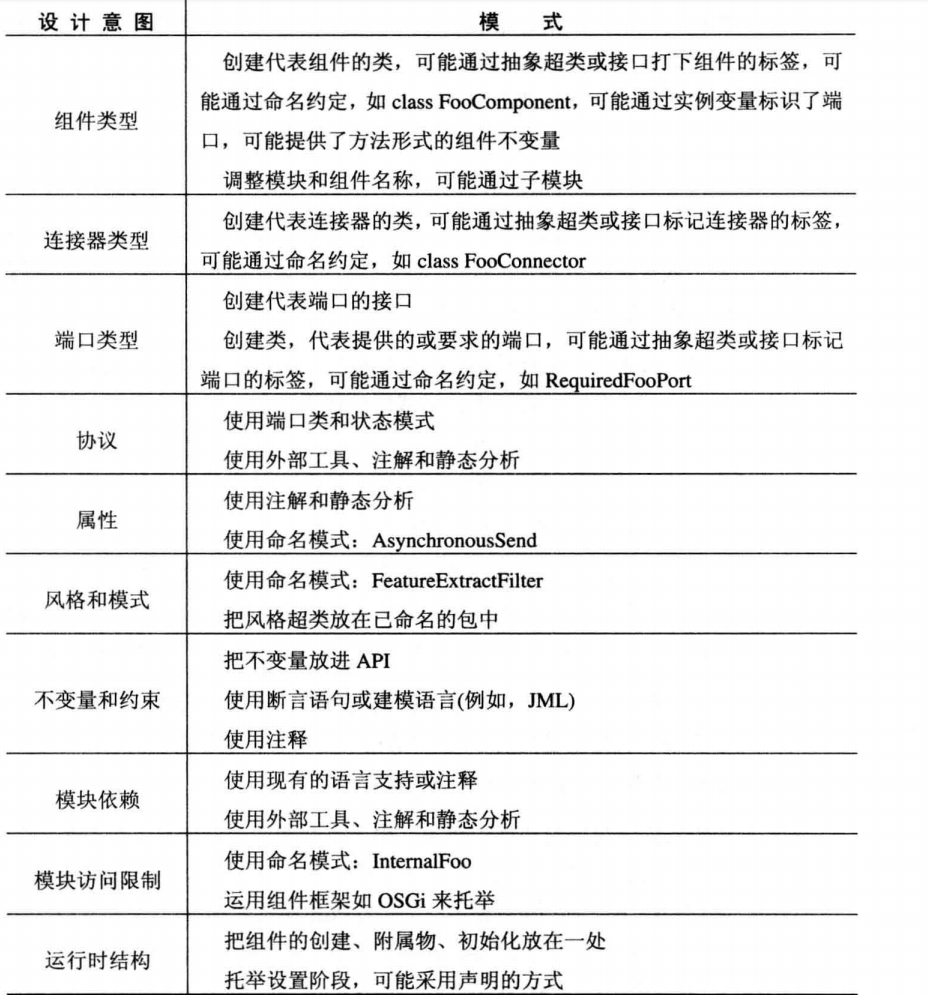 设计意图 模式
组件类型
创建代表组件的类，可能通过抽象超类或接口打下组件的标签，可
能通过命名约定，如 class FooComponent，可能通过实例变量标识了端
口，可能提供了方法形式的组件不变量
调整模块和组件名称，可能通过子模块
连接器类型
创建代表连接器的类，可能通过抽象超类或接口标记连接器的标签，
可能通过命名约定，如 class FooConnector
端口类型
创建代表端口的接口
创建类，代表提供的或要求的端口，可能通过抽象超类或接口标记
端口的标签，可能通过命名约定，如 RequiredFooPort
协议
使用端口类和状态模式
使用外部工具、注解和静态分析
属性
使用注解和静态分析
使用命名模式：AsynchronousSend
风格和模式
使用命名模式：FeatureExtractFilter
把风格超类放在已命名的包中
不变量和约束
把不变量放进 API
使用断言语句或建模语言(例如，JML)
使用注释
模块依赖
使用现有的语言支持或注释
使用外部工具、注解和静态分析
模块访问限制
使用命名模式：InternalFoo
运用组件框架如 OSGi 来托举
运行时结构
把组件的创建、附属物、初始化放在一处
托举设置阶段，可能采用声明的方式